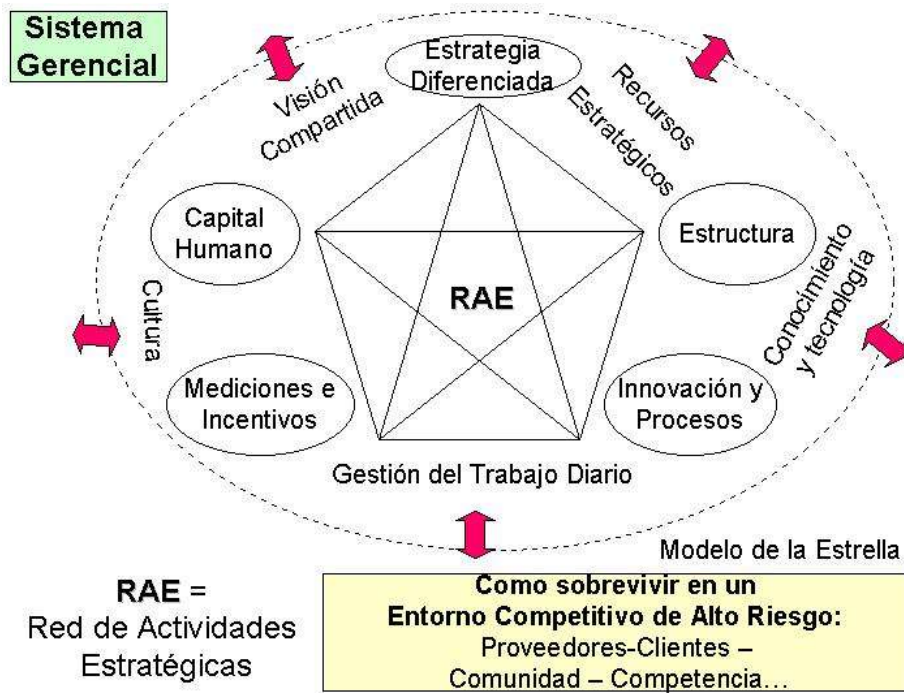 Sistema
Gerencial
Estrategia
Diferenciada
Visión
Compartida
Recursos
Estratégicos
Capital
Humano
Estructura
RAE
Cultura
Conocimiento
y tecnología
Mediciones e
Incentivos
Innovación y
Procesos
Gestión del Trabajo Diario
Modelo de la Estrella
RAE =
Red de Actividades
Estratégicas
Como sobrevivir en un
Entorno Competitivo de Alto Riesgo:
Proveedores-Clientes –
Comunidad – Competencia...